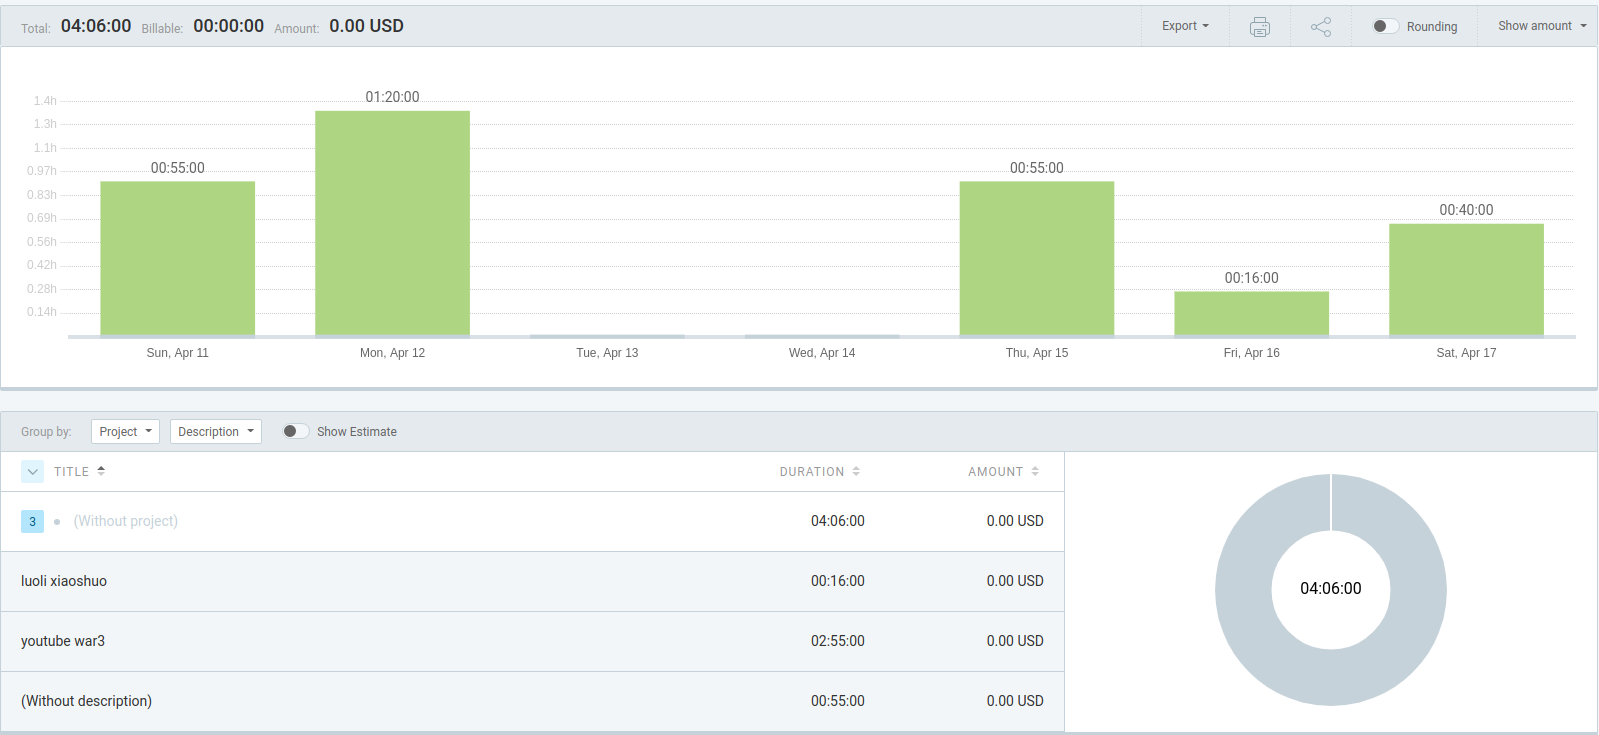 Total: 04:06:00 Billable: 00:00:00 Amount: 0.00 USD Export Rounding Show amount
1.4h
1.3h
1.1h
0.97h
0.83h
0.69h
0.56h
0.42h
0.28h
0.14h
01:20:00
00:55:00
00:55:00
00:40:00
00:16:00
Sun, Apr 11 Mon, Apr 12 Tue, Apr 13 Wed, Apr 14 Thu, Apr 15 Fri, Apr 16 Sat, Apr 17
Group by: Project Description Show Estimate
TITLE DURATION AMOUNT
3 (Without project) 04:06:00 0.00 USD
luoli xiaoshuo 00:16:00 0.00 USD
youtube war3 02:55:00 0.00 USD
(Without description) 00:55:00 0.00 USD
04:06:00